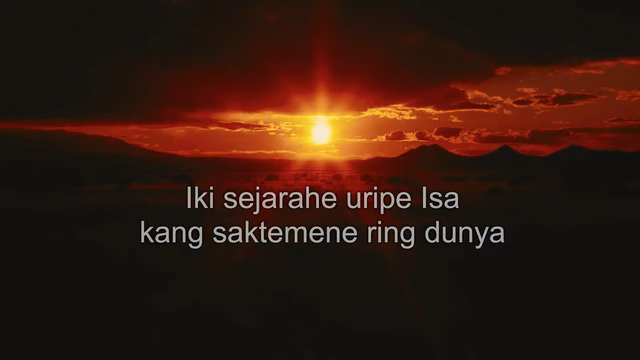 Iki sejarahe uripe Isa
kang saktemene ring dunya